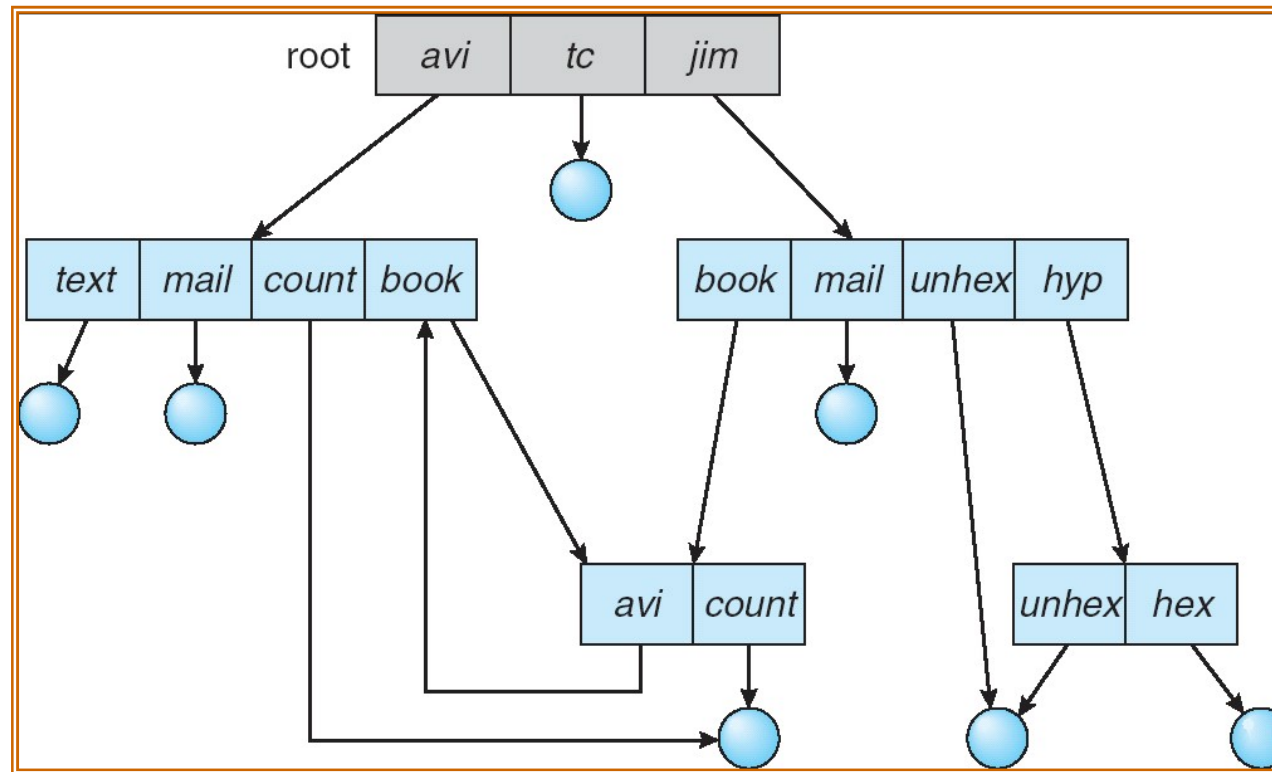 root avi tc jim
text mail count book book mail unhex hyp
avi count unhex hex